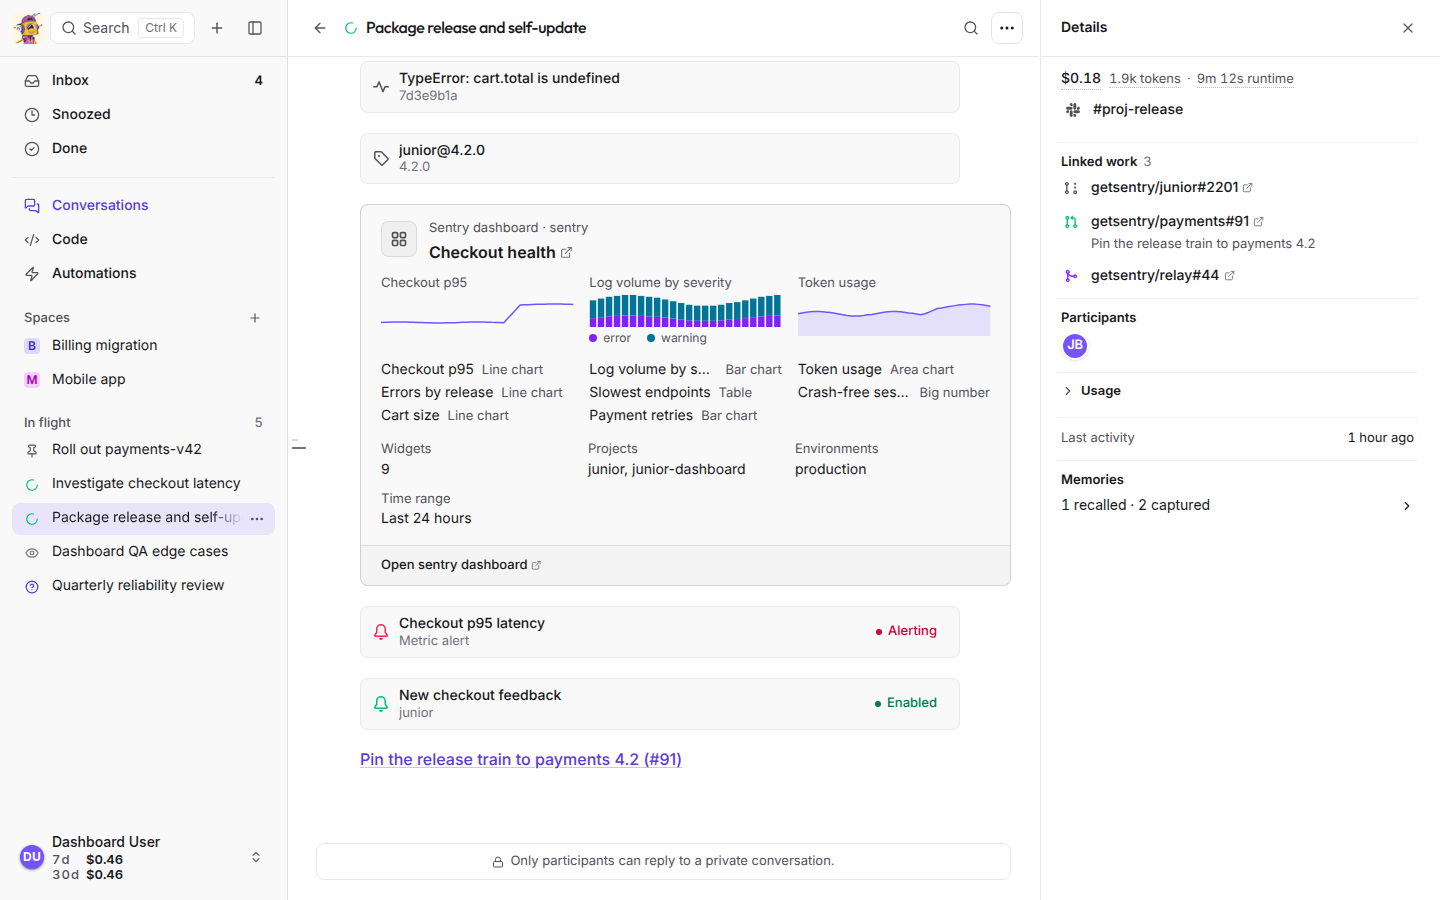 Search Ctrl K
Inbox 4
Snoozed
Done
Conversations
Code
Automations
Spaces
B Billing migration
M Mobile app
In flight 5
Roll out payments-v42
Investigate checkout latency
Package release and self-up
Dashboard QA edge cases
Quarterly reliability review
DU Dashboard User
7d $0.46
30d $0.46
Package release and self-update
TypeError: cart.total is undefined
7d3e9b1a
junior@4.2.0
4.2.0
Sentry dashboard · sentry
Checkout health
Checkout p95
Log volume by severity
error warning
Token usage
Checkout p95 Line chart
Log volume by s... Bar chart
Token usage Area chart
Errors by release Line chart
Slowest endpoints Table
Crash-free ses... Big number
Cart size Line chart
Payment retries Bar chart
Widgets
9
Projects
junior, junior-dashboard
Environments
production
Time range
Last 24 hours
Open sentry dashboard
Checkout p95 latency
Metric alert
Alerting
New checkout feedback
junior
Enabled
Pin the release train to payments 4.2 (#91)
Only participants can reply to a private conversation.
Details
$0.18 1.9k tokens · 9m 12s runtime
#proj-release
Linked work 3
getsentry/junior#2201
getsentry/payments#91
Pin the release train to payments 4.2
getsentry/relay#44
Participants
JB
Usage
Last activity 1 hour ago
Memories
1 recalled · 2 captured